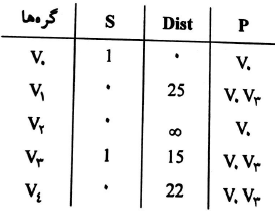 گره‌ها S Dist P
V۰ 1 ۰ V۰
V۱ ۰ 25 V۰ V۳
V۲ ۰ ∞ V۰
V۳ 1 15 V۰ V۳
V٤ ۰ 22 V۰ V۳